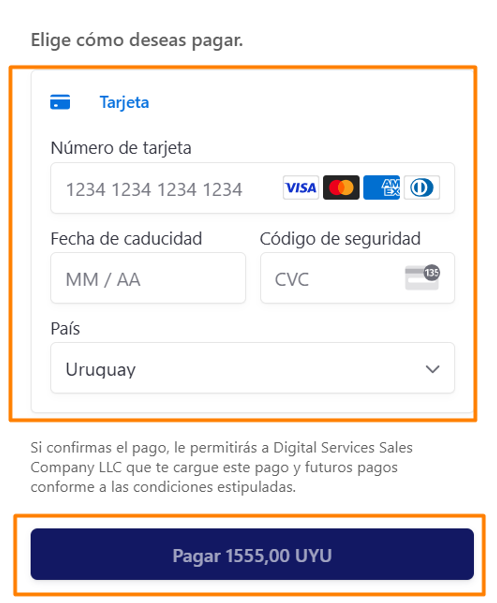 Elige cómo deseas pagar.
Tarjeta
Número de tarjeta
1234 1234 1234 1234 VISA AMEX
Fecha de caducidad Código de seguridad
MM / AA CVC 135
País
Uruguay
Si confirmas el pago, le permitirás a Digital Services Sales
Company LLC que te cargue este pago y futuros pagos
conforme a las condiciones estipuladas.
Pagar 1555,00 UYU